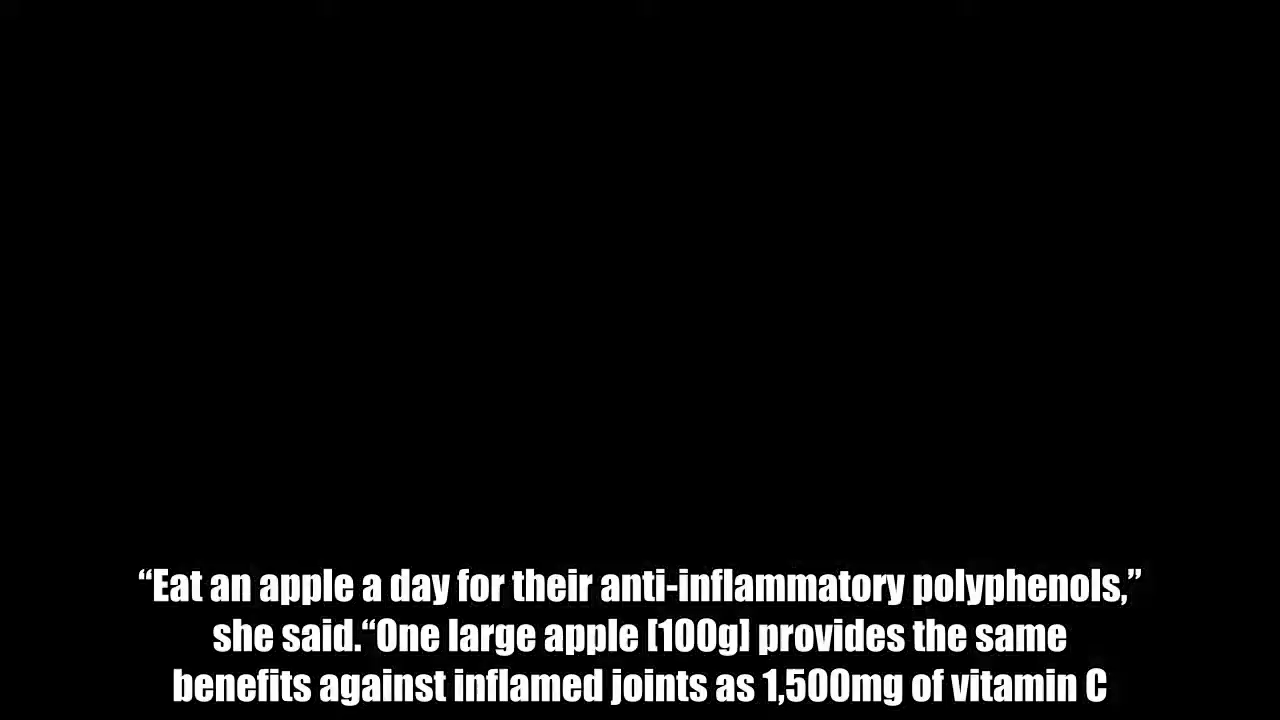 “Eat an apple a day for their anti-inflammatory polyphenols,”
she said.“One large apple [100g] provides the same
benefits against inflamed joints as 1,500mg of vitamin C